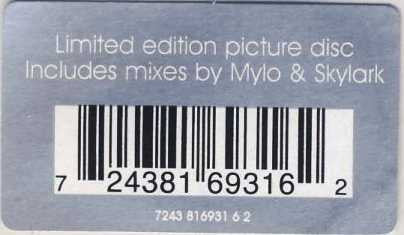 Limited edition picture disc
Includes mixes by Mylo & Skylark
7 24381 69316 2
7243 816931 6 2